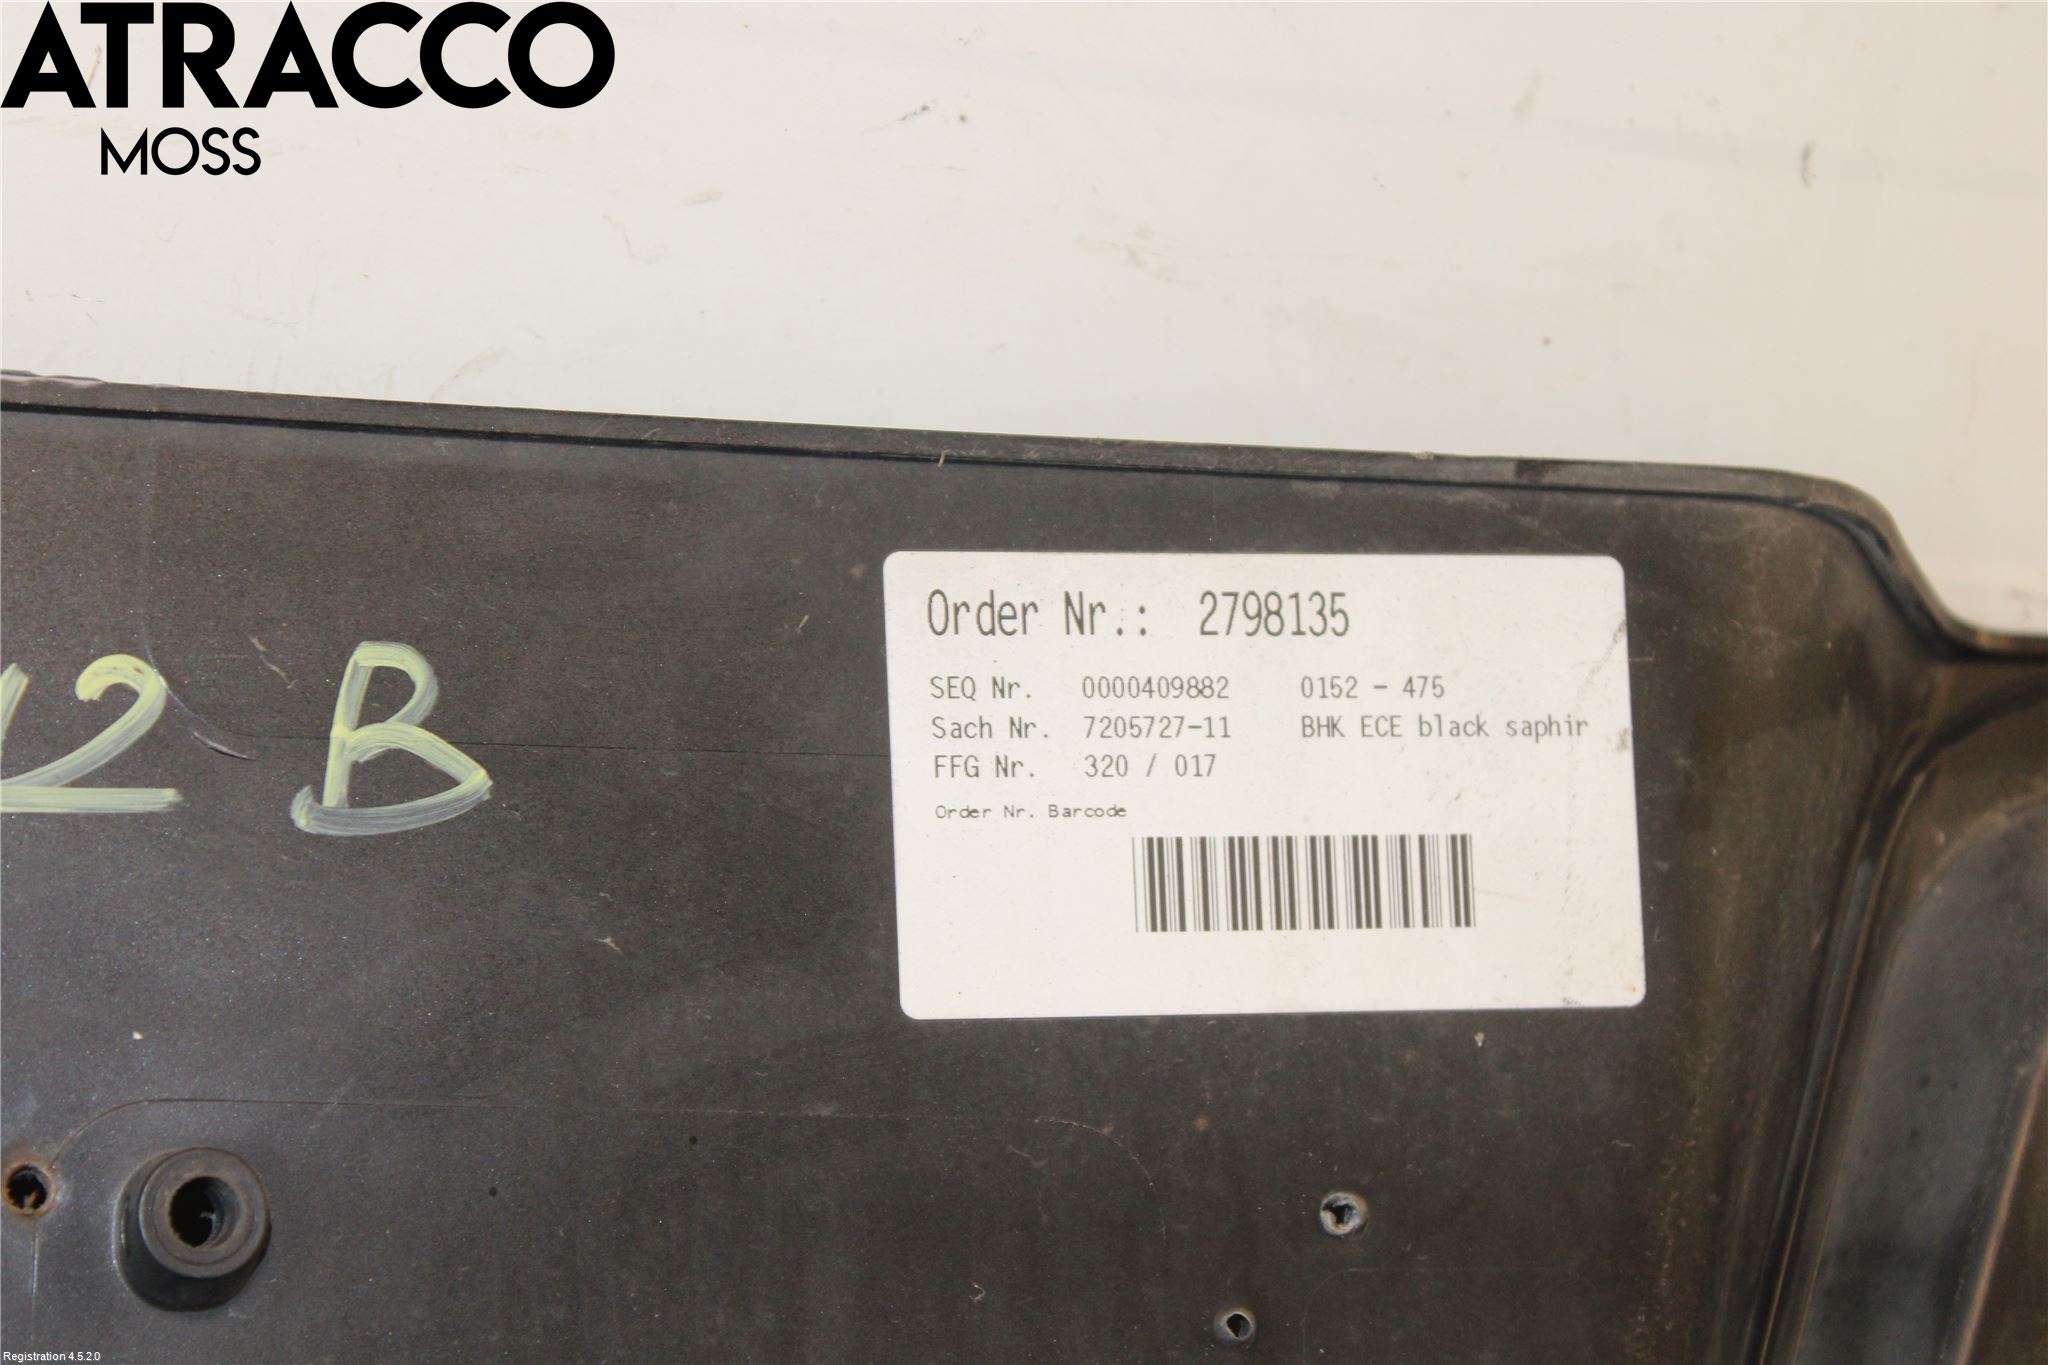 ATRACCO
MOSS
12 B
Order Nr.: 2798135
SEQ Nr. 0000409882 0152 - 475
Sach Nr. 7205727-11 BHK ECE black saphir
FFG Nr. 320 / 017
Order Nr. Barcode
Registration 4.5.2.0